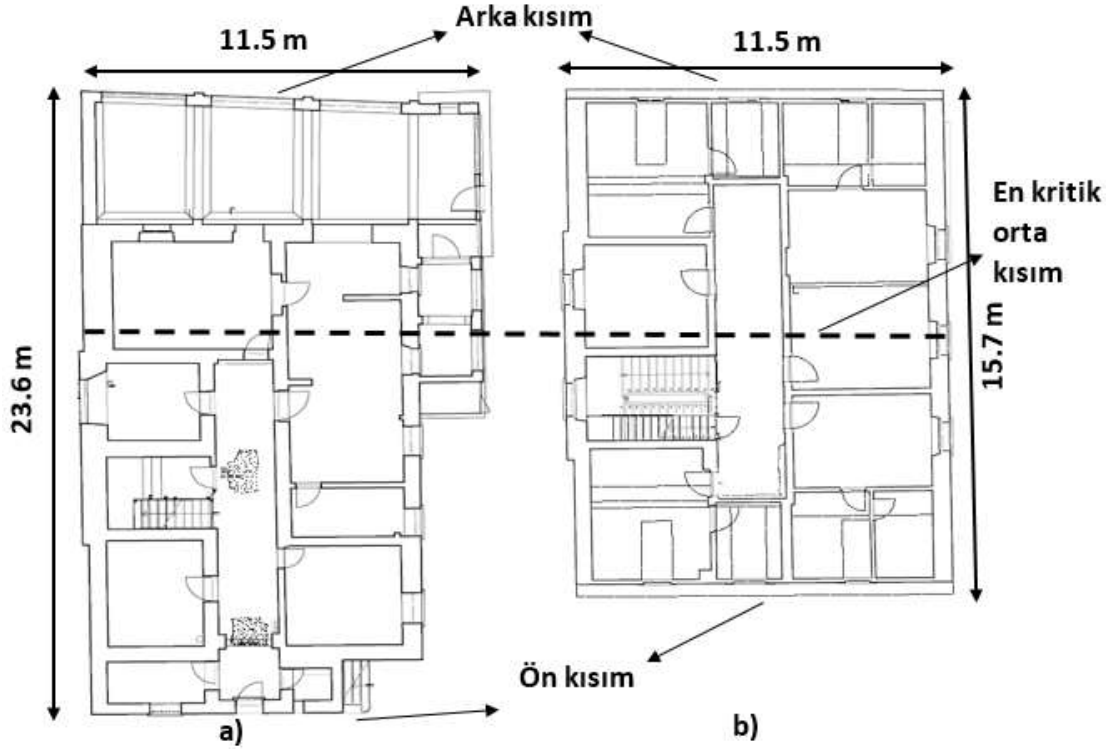 Arka kısım
11.5 m
11.5 m
En kritik
orta
kısım
23.6 m
15.7 m
Ön kısım
a)
b)